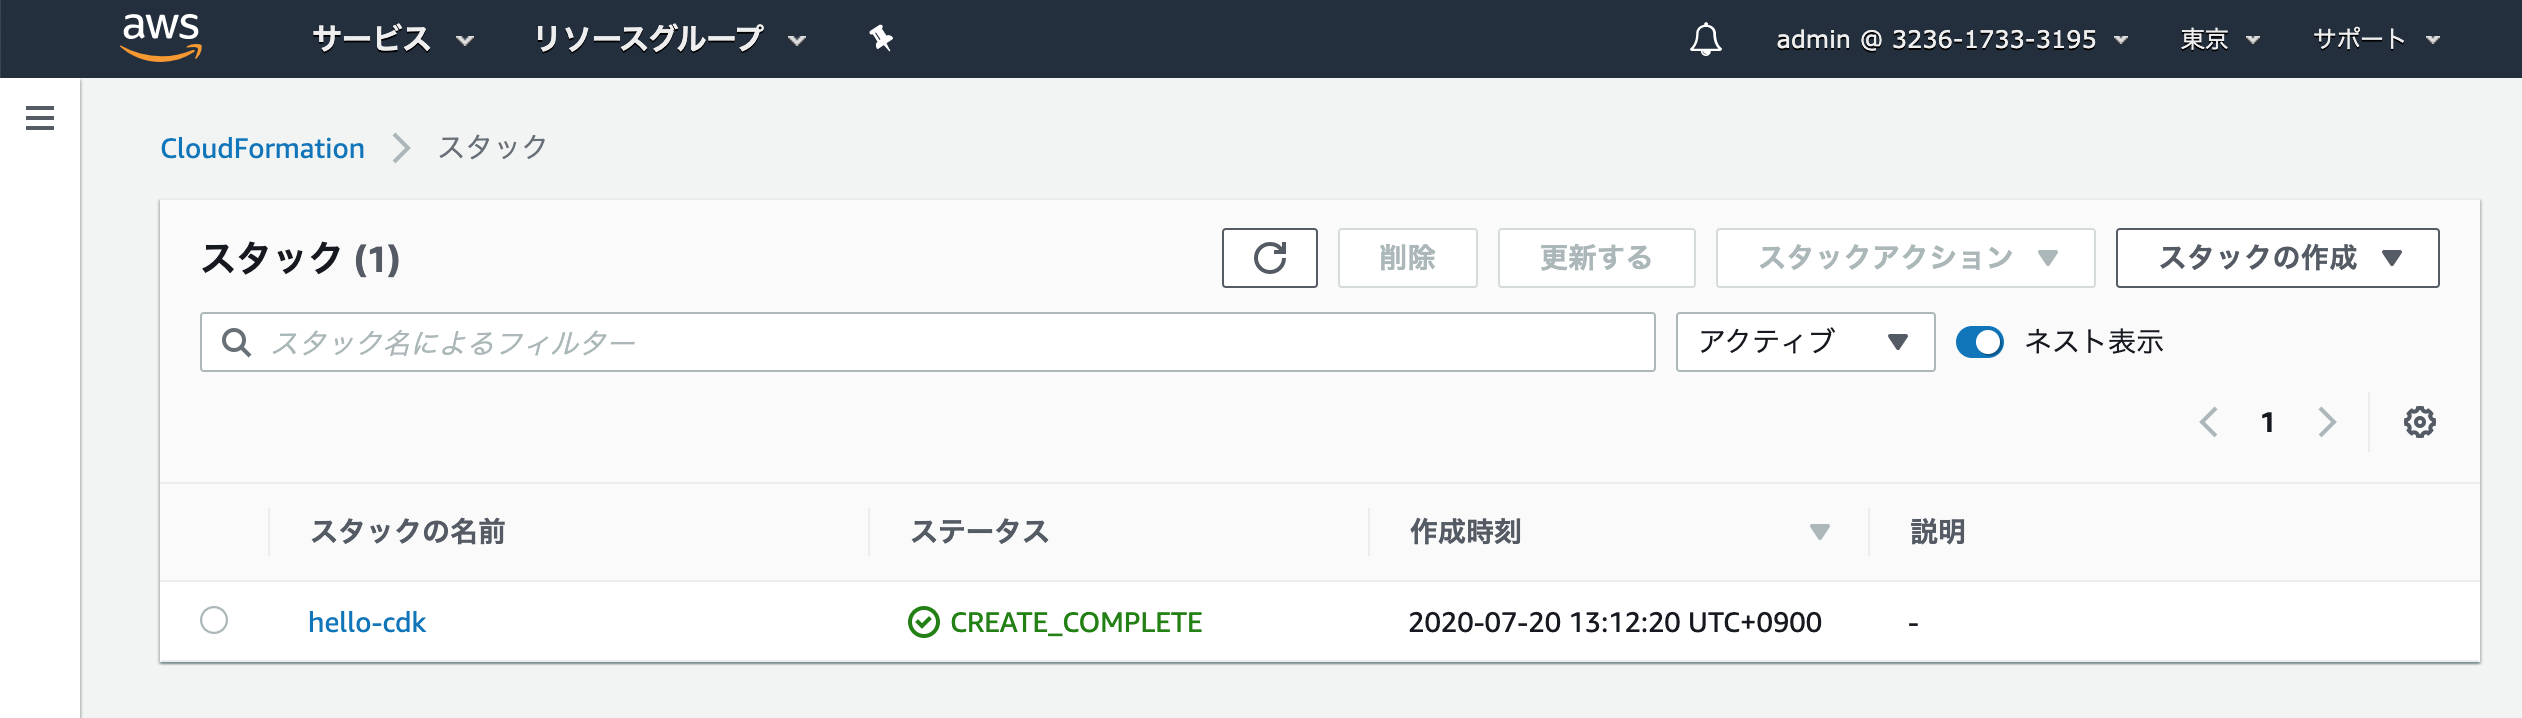 aws サービス リソースグループ admin @ 3236-1733-3195 東京 サポート
CloudFormation スタック
スタック (1) 削除 更新する スタックアクション スタックの作成
スタック名によるフィルター アクティブ ネスト表示
1
スタックの名前 ステータス 作成時刻 説明
hello-cdk CREATE_COMPLETE 2020-07-20 13:12:20 UTC+0900 -